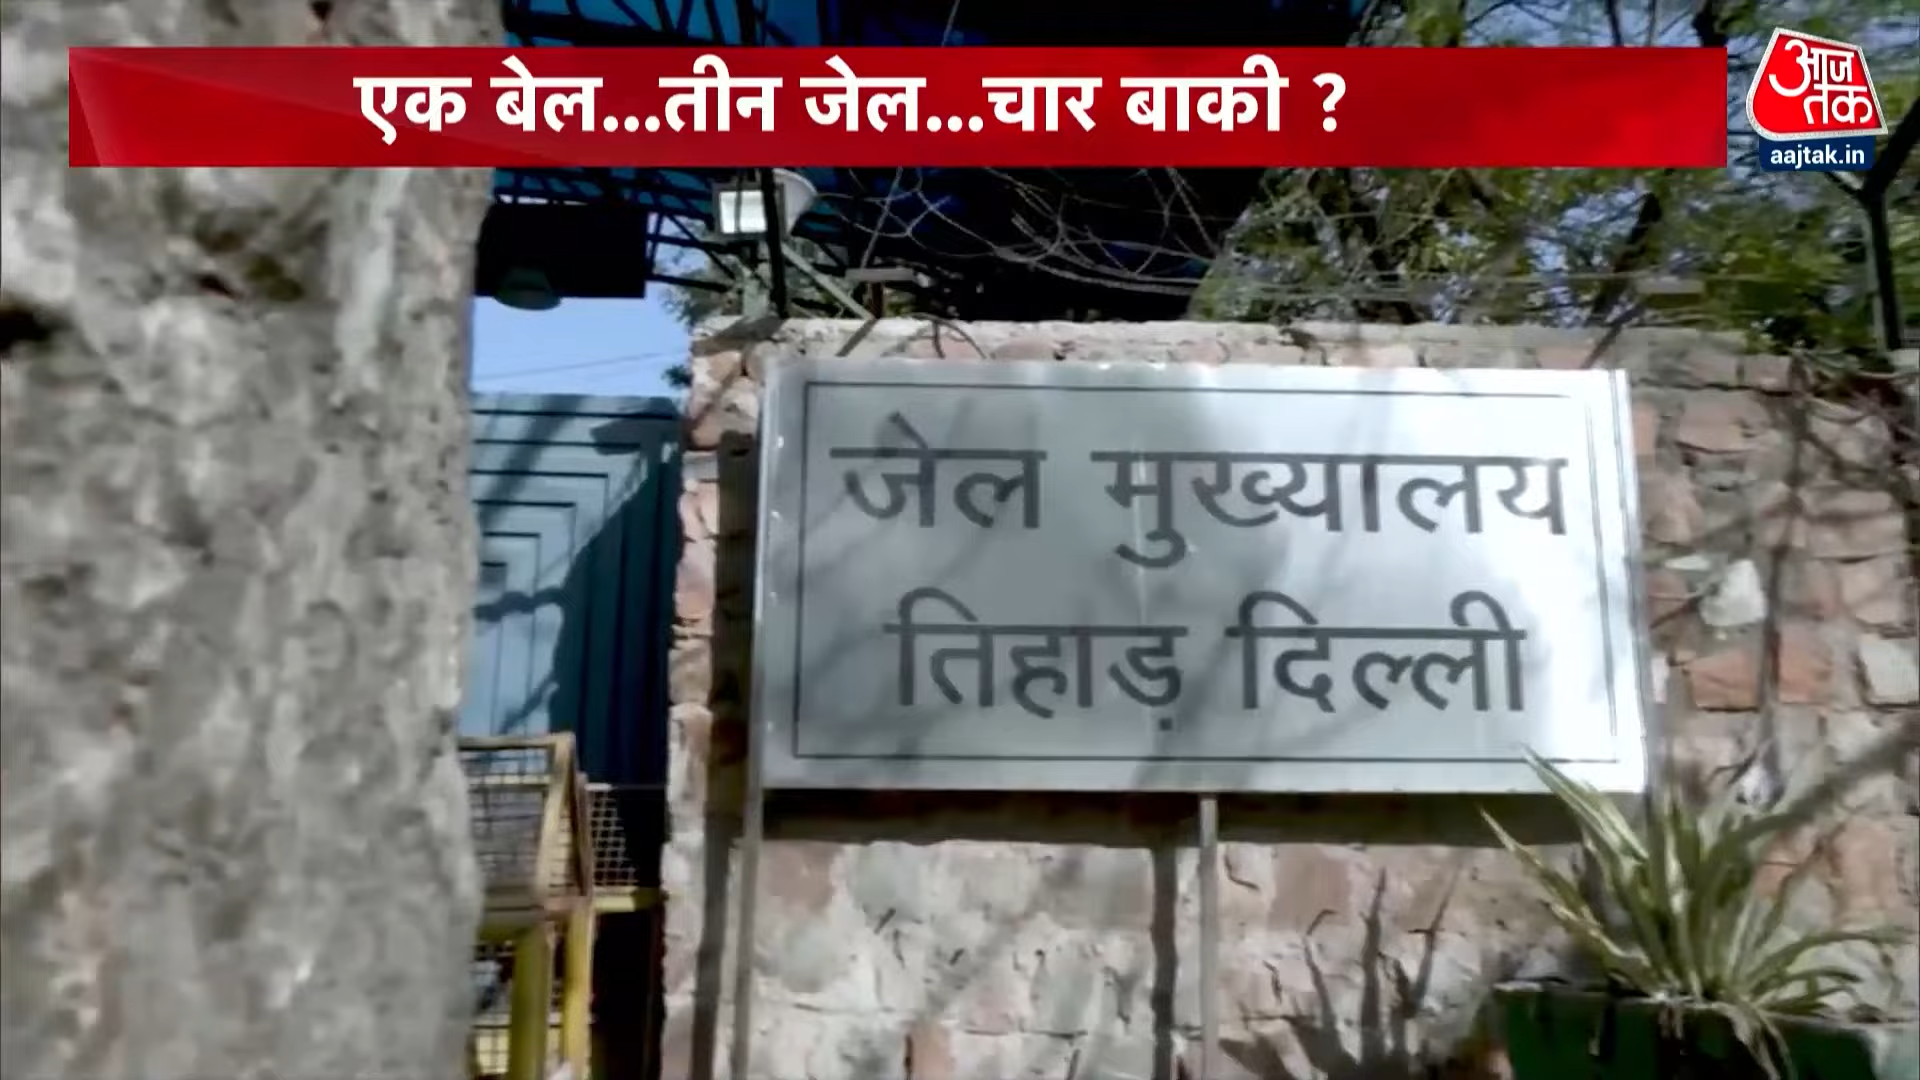 एक बेल...तीन जेल...चार बाकी ?
आज
तक
aajtak.in
जेल मुख्यालय
तिहाड़ दिल्ली